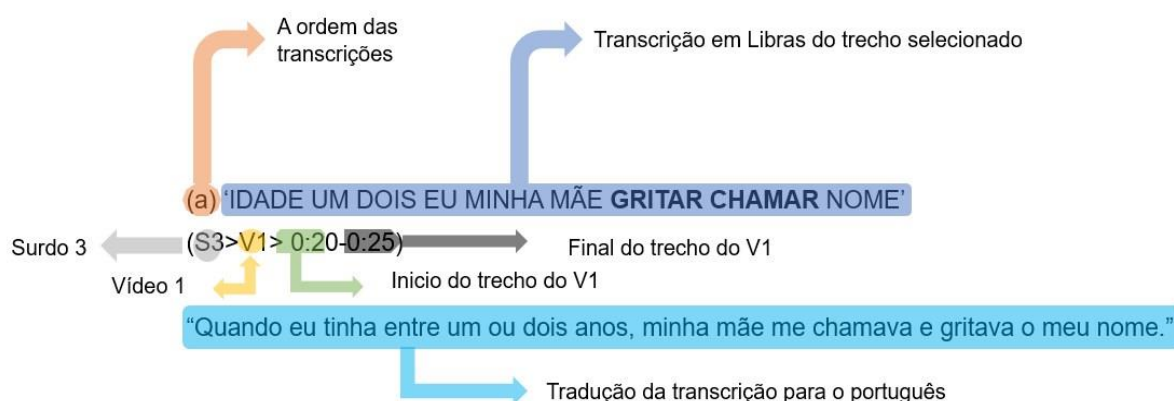 A ordem das
transcrições
Transcrição em Libras do trecho selecionado
(a) 'IDADE UM DOIS EU MINHA MÃE GRITAR CHAMAR NOME'
(S3>V1> 0:20-0:25)
Surdo 3
Final do trecho do V1
Vídeo 1
Inicio do trecho do V1
“Quando eu tinha entre um ou dois anos, minha mãe me chamava e gritava o meu nome.”
Tradução da transcrição para o português